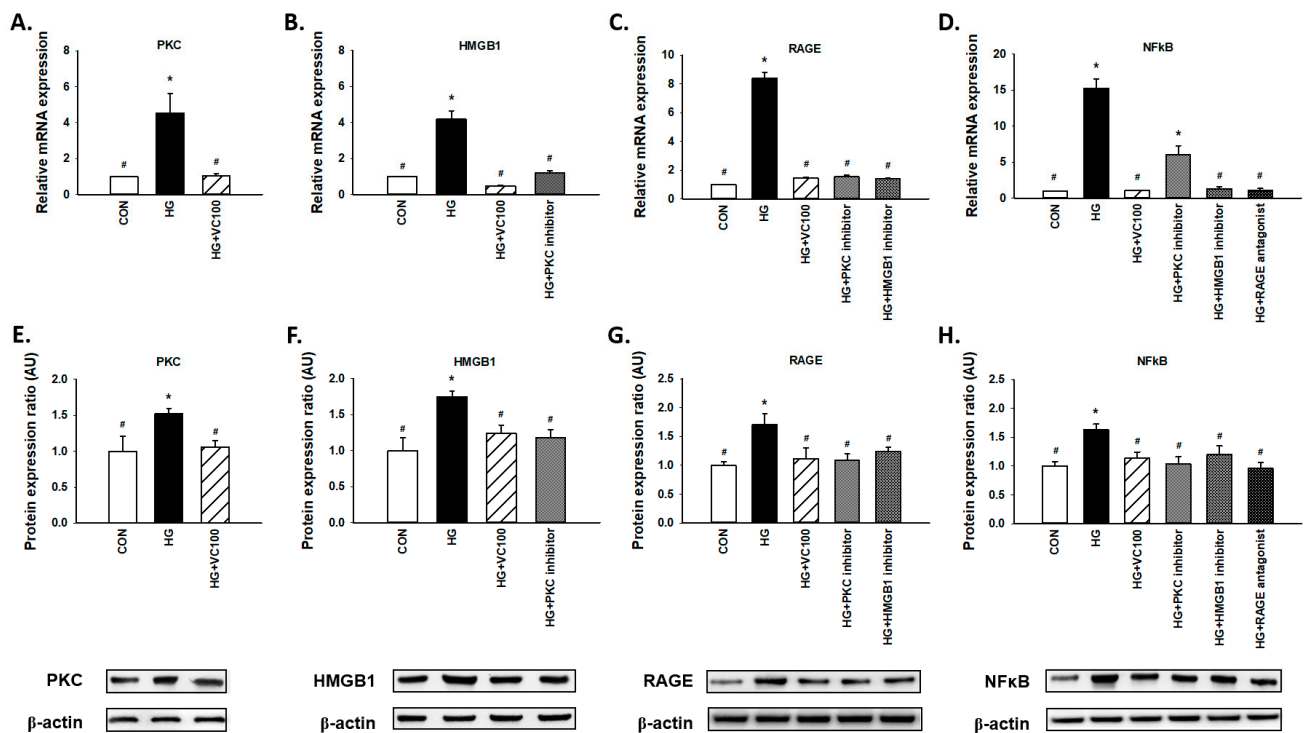 A.
PKC
Relative mRNA expression
8
6
4
2
0
*
#
#
CON
HG
HG+VC100
B.
HMGB1
Relative mRNA expression
8
6
4
2
0
*
#
#
#
CON
HG
HG+VC100
HG+PKC inhibitor
C.
RAGE
Relative mRNA expression
10
8
6
4
2
0
*
#
#
#
#
CON
HG
HG+VC100
HG+PKC inhibitor
HG+HMGB1 inhibitor
D.
NFkB
Relative mRNA expression
20
15
10
5
0
*
*
#
#
#
#
CON
HG
HG+VC100
HG+PKC inhibitor
HG+HMGB1 inhibitor
HG+RAGE antagonist
E.
PKC
Protein expression ratio (AU)
2.0
1.5
1.0
0.5
0.0
#
*
#
CON
HG
HG+VC100
F.
HMGB1
Protein expression ratio (AU)
2.0
1.5
1.0
0.5
0.0
#
*
#
#
CON
HG
HG+VC100
HG+PKC inhibitor
G.
RAGE
Protein expression ratio (AU)
2.5
2.0
1.5
1.0
0.5
0.0
#
*
#
#
#
CON
HG
HG+VC100
HG+PKC inhibitor
HG+HMGB1 inhibitor
H.
NFkB
Protein expression ratio (AU)
2.5
2.0
1.5
1.0
0.5
0.0
#
*
#
#
#
#
CON
HG
HG+VC100
HG+PKC inhibitor
HG+HMGB1 inhibitor
HG+RAGE antagonist
PKC
β-actin
HMGB1
β-actin
RAGE
β-actin
NFκB
β-actin